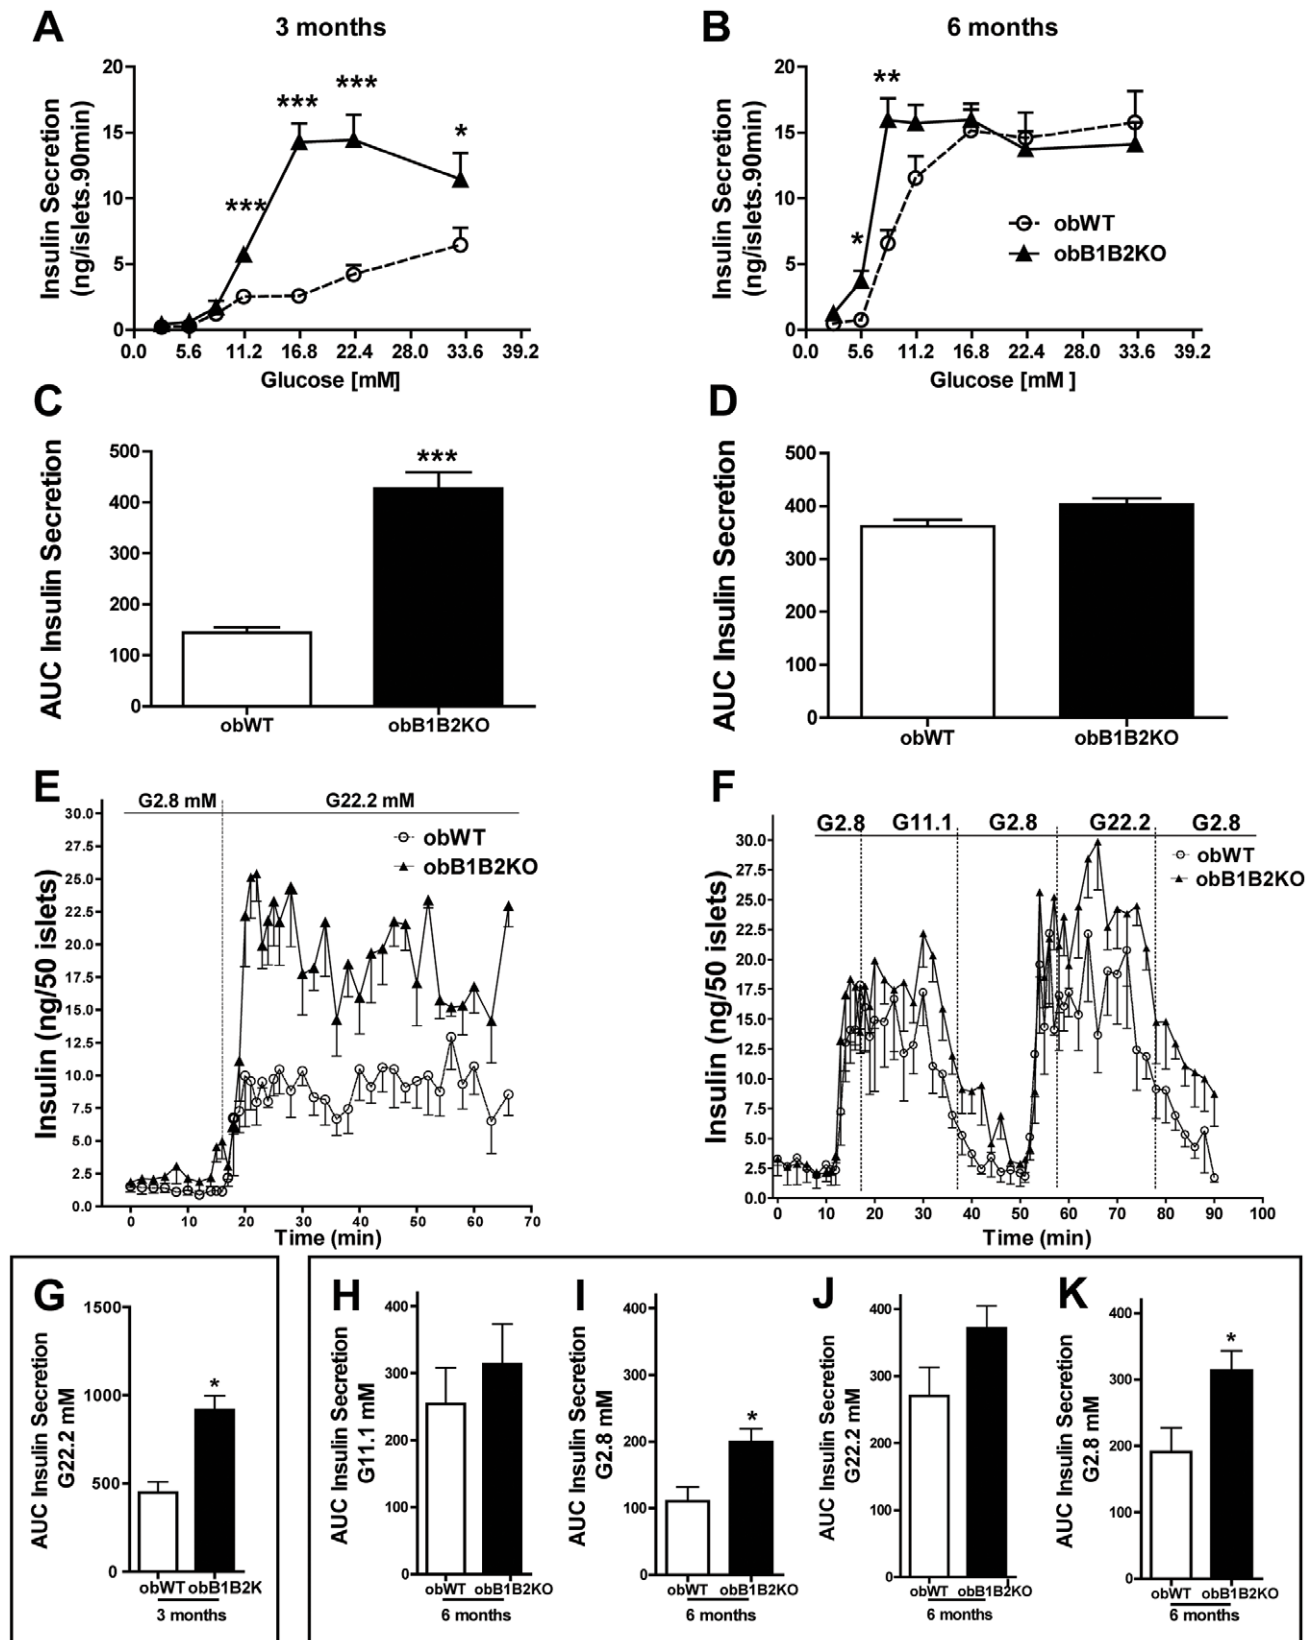 A
3 months
Insulin Secretion
(ng/islets.90min)
20
15
10
5
0
***
***
***
*
0.0 5.6 11.2 16.8 22.4 28.0 33.6 39.2
Glucose [mM]
B
6 months
Insulin Secretion
(ng/islets.90min)
20
15
10
5
0
**
*
obWT
obB1B2KO
0.0 5.6 11.2 16.8 22.4 28.0 33.6 39.2
Glucose [mM ]
C
AUC Insulin Secretion
500
400
300
200
100
0
***
obWT obB1B2KO
D
AUC Insulin Secretion
500
400
300
200
100
0
obWT obB1B2KO
E
G2.8 mM G22.2 mM
Insulin (ng/50 islets)
30.0
27.5
25.0
22.5
20.0
17.5
15.0
12.5
10.0
7.5
5.0
2.5
0.0
obWT
obB1B2KO
0 10 20 30 40 50 60 70
Time (min)
F
G2.8 G11.1 G2.8 G22.2 G2.8
Insulin (ng/50 islets)
30.0
27.5
25.0
22.5
20.0
17.5
15.0
12.5
10.0
7.5
5.0
2.5
0.0
obWT
obB1B2KO
0 10 20 30 40 50 60 70 80 90 100
Time (min)
G
AUC Insulin Secretion
G22.2 mM
1500
1000
500
0
*
obWT obB1B2K
3 months
H
AUC Insulin Secretion
G11.1 mM
400
300
200
100
0
obWT obB1B2KO
6 months
I
AUC Insulin Secretion
G2.8 mM
400
300
200
100
0
*
obWT obB1B2KO
6 months
J
AUC Insulin Secretion
G22.2 mM
400
300
200
100
0
obWT obB1B2KO
6 months
K
AUC Insulin Secretion
G2.8 mM
400
300
200
100
0
*
obWT obB1B2KO
6 months